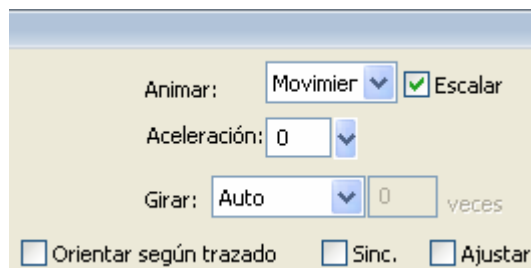 Animar: Movimier Escalar
Aceleración: 0
Girar: Auto 0 veces
Orientar según trazado Sinc. Ajustar